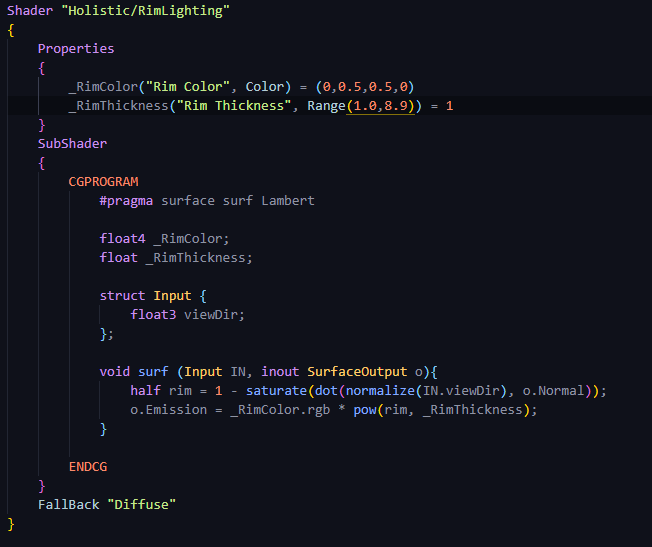 Shader "Holistic/RimLighting"
{
Properties
{
_RimColor("Rim Color", Color) = (0,0.5,0.5,0)
_RimThickness("Rim Thickness", Range(1.0,8.9)) = 1
}
SubShader
{
CGPROGRAM
#pragma surface surf Lambert
float4 _RimColor;
float _RimThickness;
struct Input {
float3 viewDir;
};
void surf (Input IN, inout SurfaceOutput o){
half rim = 1 - saturate(dot(normalize(IN.viewDir), o.Normal));
o.Emission = _RimColor.rgb * pow(rim, _RimThickness);
}
ENDCG
}
FallBack "Diffuse"
}